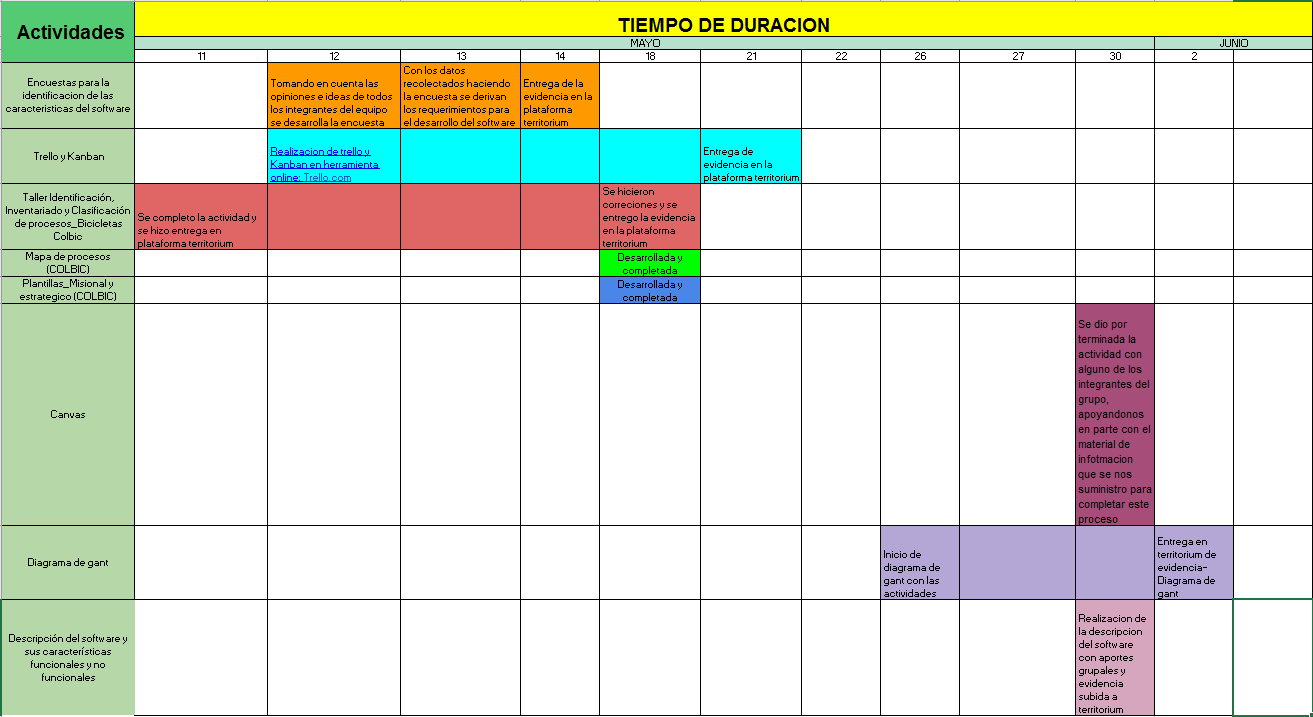 Actividades
TIEMPO DE DURACION
MAYO
JUNIO
11
12
13
14
18
21
22
26
27
30
2
Encuestas para la
identificacion de las
caracteristicas del software
Tomando en cuenta las
opiniones e ideas de todos
los integrantes del equipo
se desarrolla la encuesta
Con los datos
recolectados haciendo
la encuesta se derivan
los requerimientos para
el desarrollo del software
Entrega de la
evidencia en la
plataforma
territorium
Trello y Kanban
Realizacion de trello y
Kanban en herramienta
online: Trello.com
Entrega de
evidencia en la
plataforma territorium
Taller Identificación,
Inventariado y Clasificación
de procesos_Bicicletas
Colbic
Se completo la actividad y
se hizo entrega en
plataforma territorium
Se hicieron
correciones y se
entrego la evidencia
en la plataforma
territorium
Mapa de procesos
(COLBIC)
Desarrollada y
completada
Plantillas_Misional y
estrategico (COLBIC)
Desarrollada y
completada
Canvas
Se dio por
terminada la
actividad con
alguno de los
integrantes del
grupo,
apoyandonos
en parte con el
material de
infotmacion
que se nos
suministro para
completar este
proceso
Diagrama de gant
Inicio de
diagrama de
gant con las
actividades
Entrega en
territorium de
evidencia-
Diagrama de
gant
Descripción del software y
sus características
funcionales y no
funcionales
Realizacion de
la descripcion
del software
con aportes
grupales y
evidencia
subida a
territorium